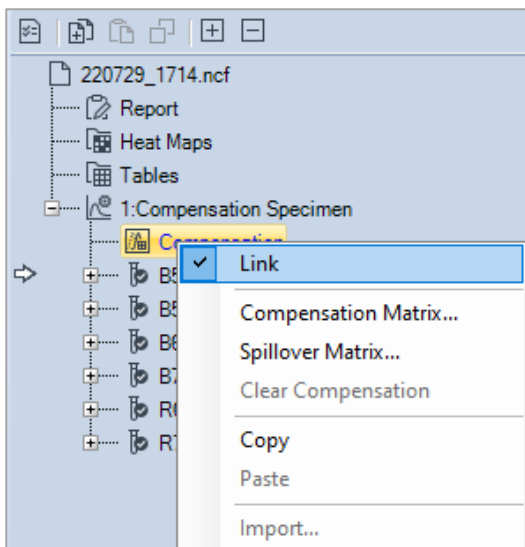 220729_1714.ncf
Report
Heat Maps
Tables
1:Compensation Specimen
Link
Compensation Matrix...
Spillover Matrix...
Clear Compensation
Copy
Paste
Import...